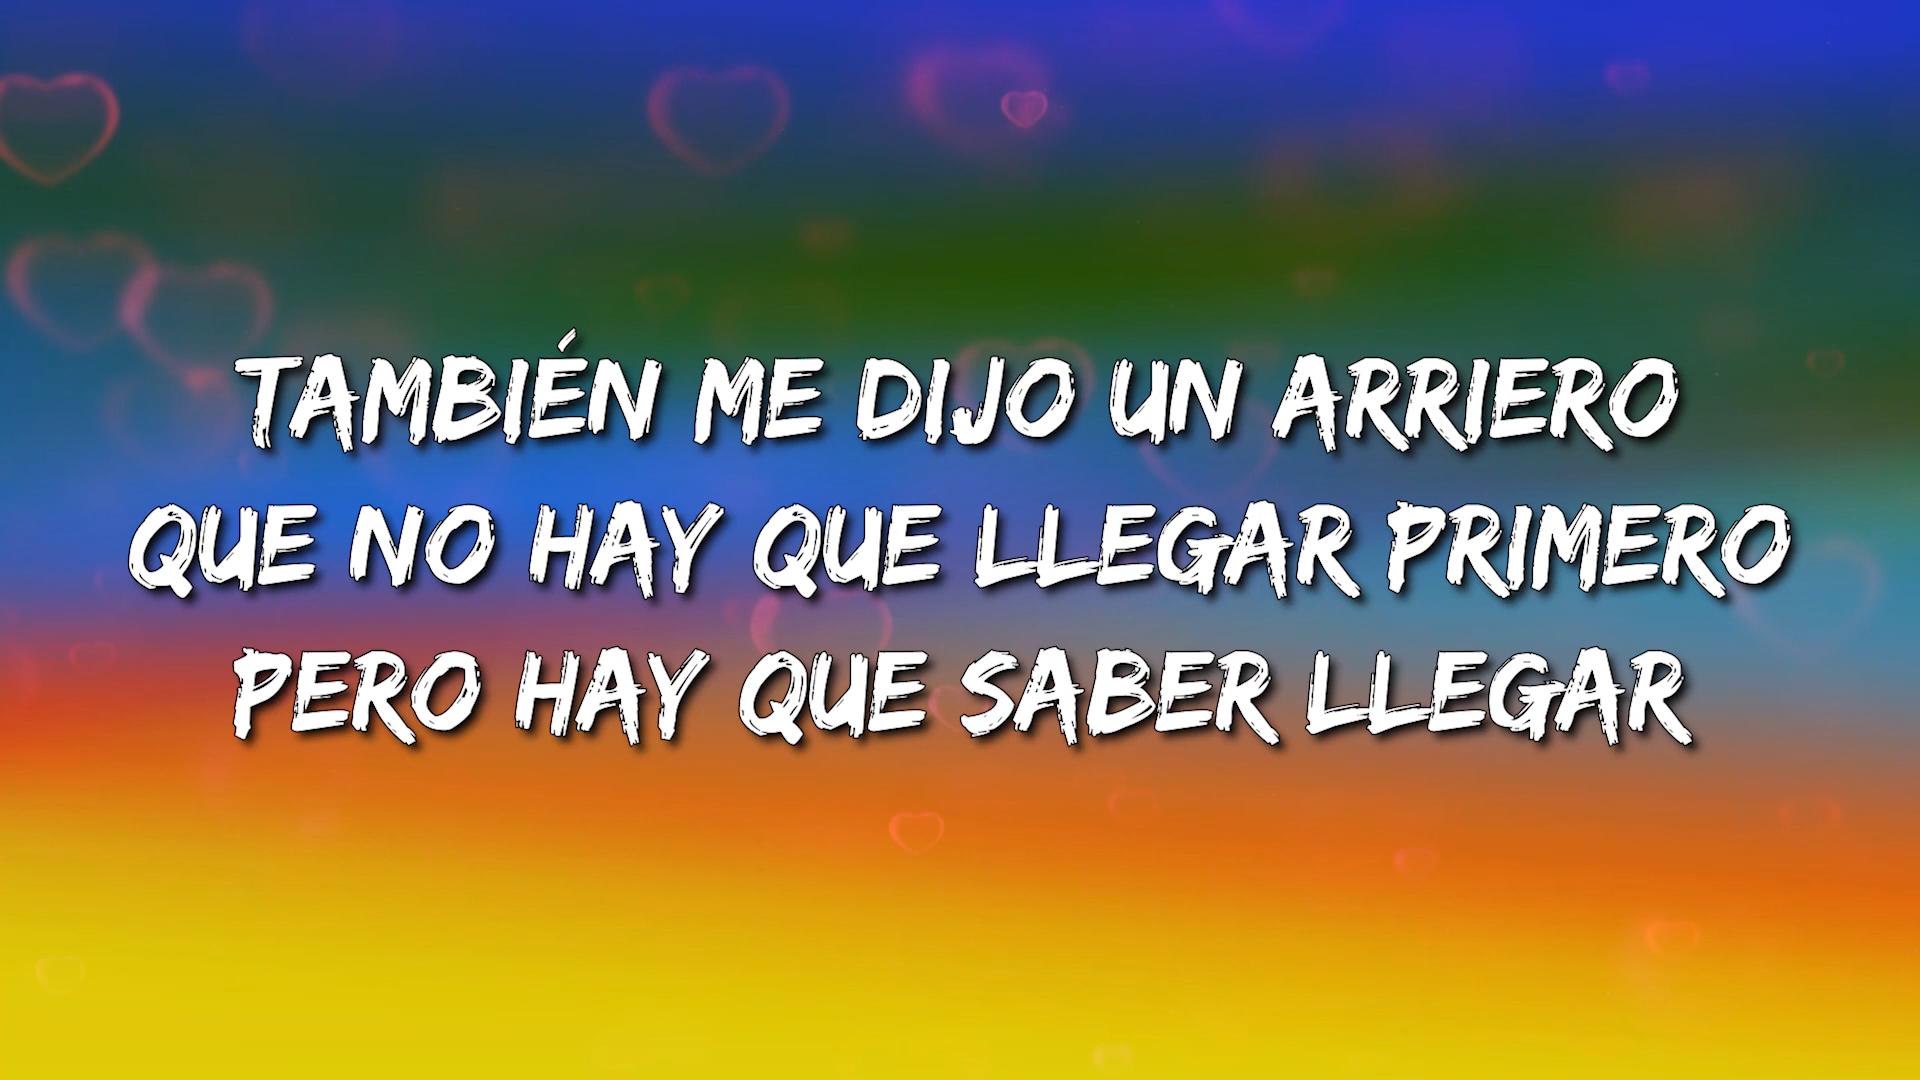 TAMBIÉN ME DIJO UN ARRIERO
QUE NO HAY QUE LLEGAR PRIMERO
PERO HAY QUE SABER LLEGAR